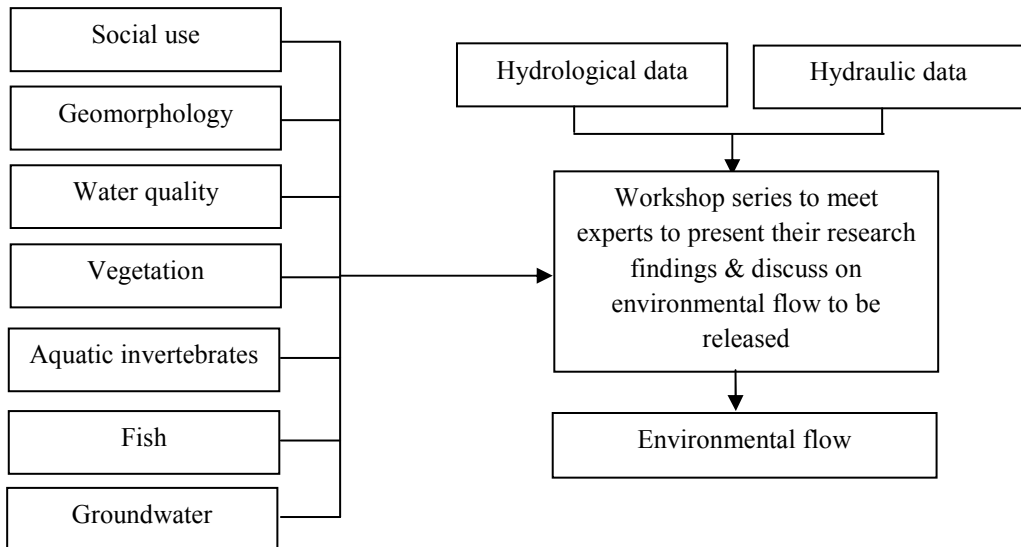 Social use
Geomorphology
Water quality
Vegetation
Aquatic invertebrates
Fish
Groundwater
Hydrological data
Hydraulic data
Workshop series to meet
experts to present their research
findings & discuss on
environmental flow to be
released
Environmental flow